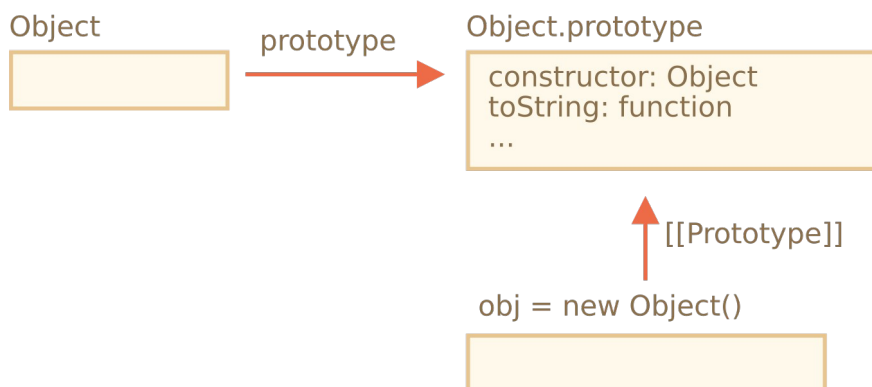 Object
prototype
Object.prototype
constructor: Object
toString: function
...
[[Prototype]]
obj = new Object()